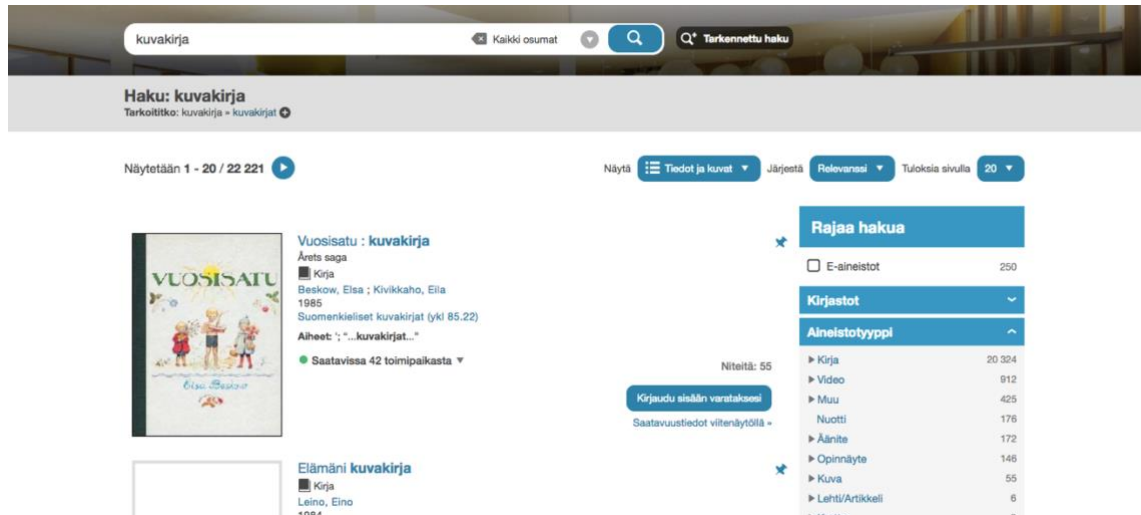 kuvakirja
Kaikki osumat
Tarkennettu haku
Haku: kuvakirja
Tarkoititko: kuvakirja » kuvakirjat
Näytetään 1 - 20 / 22 221
Näytä
Tiedot ja kuvat
Järjestä
Relevanssi
Tuloksia sivulla
20
VUOSISATU
Elsa Beskow
Vuosisatu : kuvakirja
Årets saga
Kirja
Beskow, Elsa ; Kivikkaho, Eila
1985
Suomenkieliset kuvakirjat (ykl 85.22)
Aiheet: '; "...kuvakirjat..."
Saatavissa 42 toimipaikasta
Niteitä: 55
Kirjaudu sisään varataksesi
Saatavuustiedot viitenäytöllä »
Elämäni kuvakirja
Kirja
Leino, Eino
Rajaa hakua
E-aineistot 250
Kirjastot
Aineistotyyppi
Kirja 20 324
Video 912
Muu 425
Nuotti 176
Äänite 172
Opinnäyte 146
Kuva 55
Lehti/Artikkeli 6